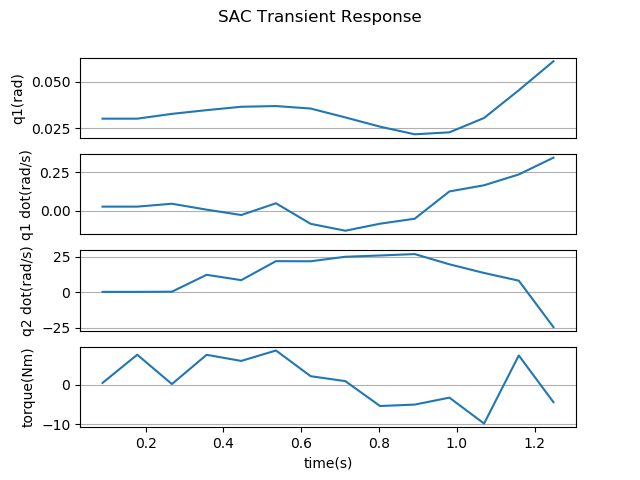 SAC Transient Response
q1(rad)
0.050
0.025
q1 dot(rad/s)
0.25
0.00
q2 dot(rad/s)
25
0
−25
torque(Nm)
0
−10
0.2 0.4 0.6 0.8 1.0 1.2
time(s)